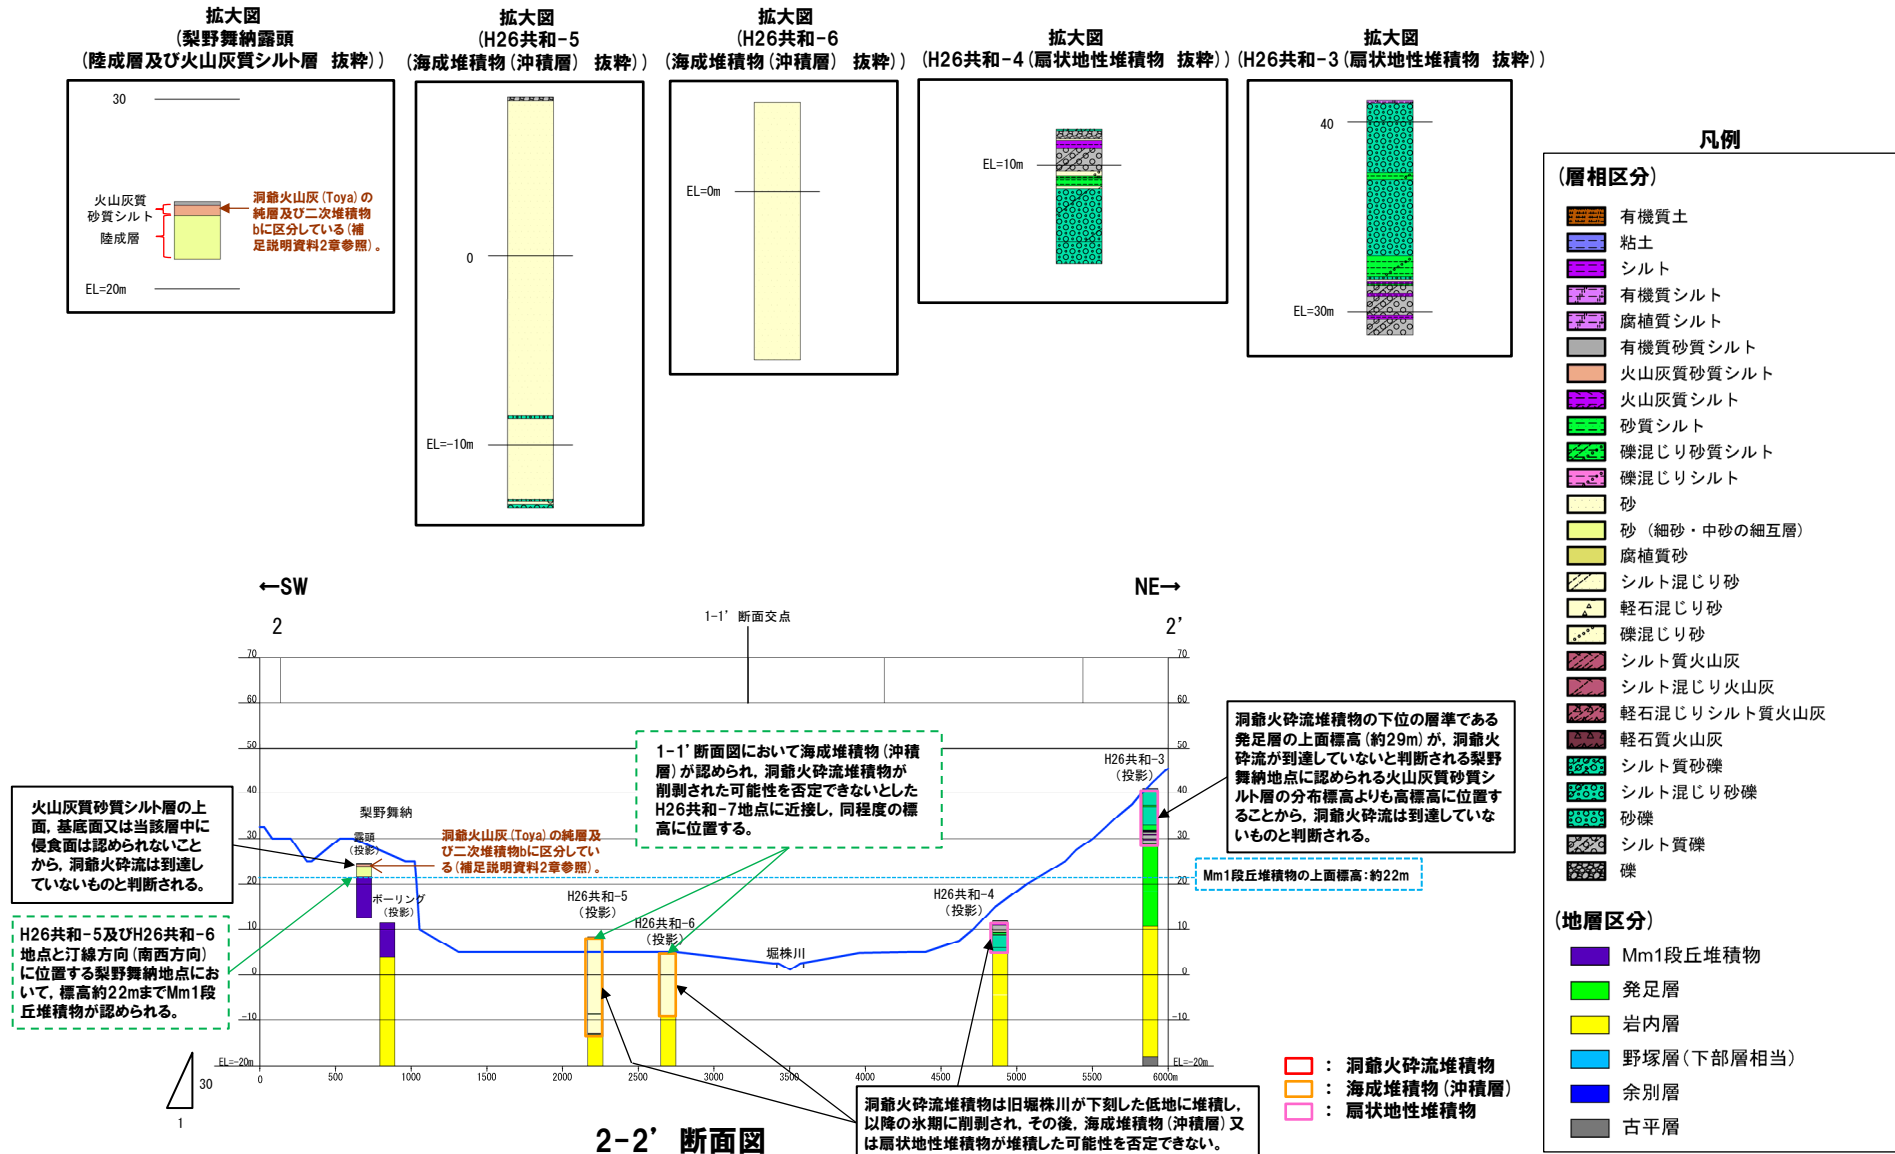 拡大図
(梨野舞納露頭
(陸成層及び火山灰質シルト層 抜粋))
30
火山灰質
砂質シルト
陸成層
EL=20m
洞爺火山灰(Toya)の
純層及び二次堆積物
bに区分している(補
足説明資料2章参照)。
拡大図
(H26共和-5
(海成堆積物(沖積層) 抜粋))
0
EL=-10m
拡大図
(H26共和-6
(海成堆積物(沖積層) 抜粋))
EL=0m
拡大図
(H26共和-4(扇状地性堆積物 抜粋))
EL=10m
拡大図
(H26共和-3(扇状地性堆積物 抜粋))
40
EL=30m
凡例
(層相区分)
有機質土
粘土
シルト
有機質シルト
腐植質シルト
有機質砂質シルト
火山灰質砂質シルト
火山灰質シルト
砂質シルト
礫混じり砂質シルト
礫混じりシルト
砂
砂(細砂・中砂の細互層)
腐植質砂
シルト混じり砂
軽石混じり砂
礫混じり砂
シルト質火山灰
シルト混じり火山灰
軽石混じりシルト質火山灰
軽石質火山灰
シルト質砂礫
シルト混じり砂礫
砂礫
シルト質礫
礫
(地層区分)
Mm1段丘堆積物
発足層
岩内層
野塚層(下部層相当)
余別層
古平層
←SW
NE→
2
1-1’断面交点
2’
70
60
50
40
30
20
10
0
-10
EL=-20m
70
60
50
40
30
20
10
0
-10
EL=-20m
0
500
1000
1500
2000
2500
3000
3500
4000
4500
5000
5500
6000m
30
1
火山灰質砂質シルト層の上
面,基底面又は当該層中に
侵食面は認められないこと
から,洞爺火砕流は到達し
ていないものと判断される。
H26共和-5及びH26共和-6
地点と汀線方向(南西方向)
に位置する梨野舞納地点にお
いて,標高約22mまでMm1段
丘堆積物が認められる。
梨野舞納
露頭
(投影)
洞爺火山灰(Toya)の純層及
び二次堆積物bに区分してい
る(補足説明資料2章参照)。
ボーリング
(投影)
H26共和-5
(投影)
H26共和-6
(投影)
堀株川
H26共和-4
(投影)
H26共和-3
(投影)
1-1’断面図において海成堆積物(沖積
層)が認められ,洞爺火砕流堆積物が
削剥された可能性を否定できないとした
H26共和-7地点に近接し,同程度の標
高に位置する。
洞爺火砕流堆積物の下位の層準である
発足層の上面標高(約29m)が,洞爺火
砕流が到達していないと判断される梨野
舞納地点に認められる火山灰質砂質シ
ルト層の分布標高よりも高標高に位置す
ることから,洞爺火砕流は到達していな
いものと判断される。
Mm1段丘堆積物の上面標高:約22m
洞爺火砕流堆積物は旧堀株川が下刻した低地に堆積し,
以降の氷期に削剥され,その後,海成堆積物(沖積層)又
は扇状地性堆積物が堆積した可能性を否定できない。
: 洞爺火砕流堆積物
: 海成堆積物(沖積層)
: 扇状地性堆積物
2-2’断面図